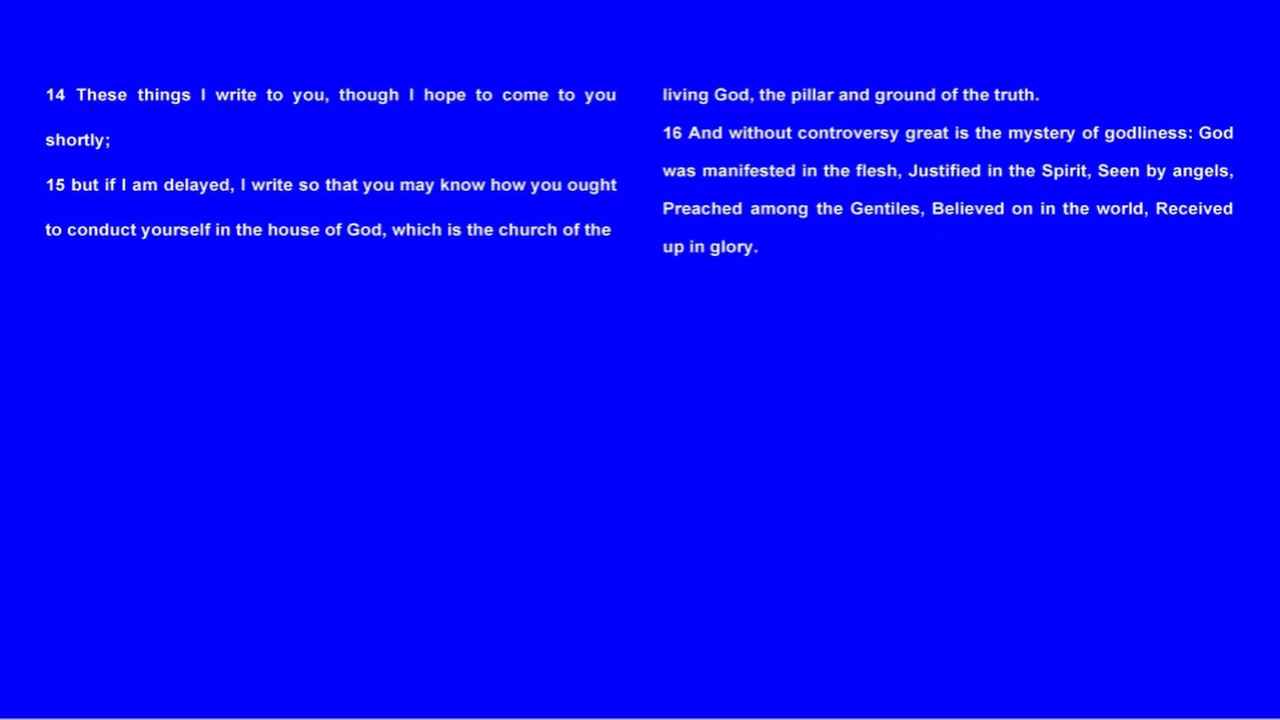 14 These things I write to you, though I hope to come to you
shortly;
15 but if I am delayed, I write so that you may know how you ought
to conduct yourself in the house of God, which is the church of the
living God, the pillar and ground of the truth.
16 And without controversy great is the mystery of godliness: God
was manifested in the flesh, Justified in the Spirit, Seen by angels,
Preached among the Gentiles, Believed on in the world, Received
up in glory.